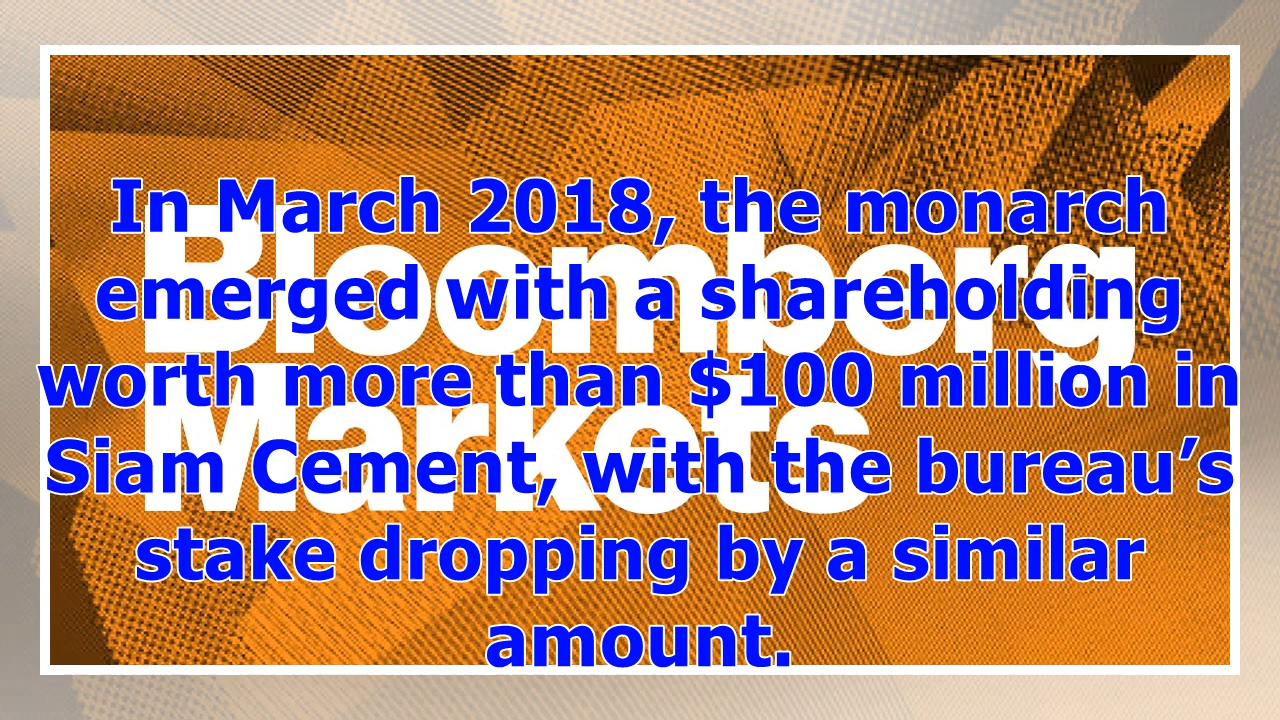 In March 2018, the monarch
emerged with a shareholding
worth more than $100 million in
Siam Cement, with the bureau’s
stake dropping by a similar
amount.
Bloomberg
Markets